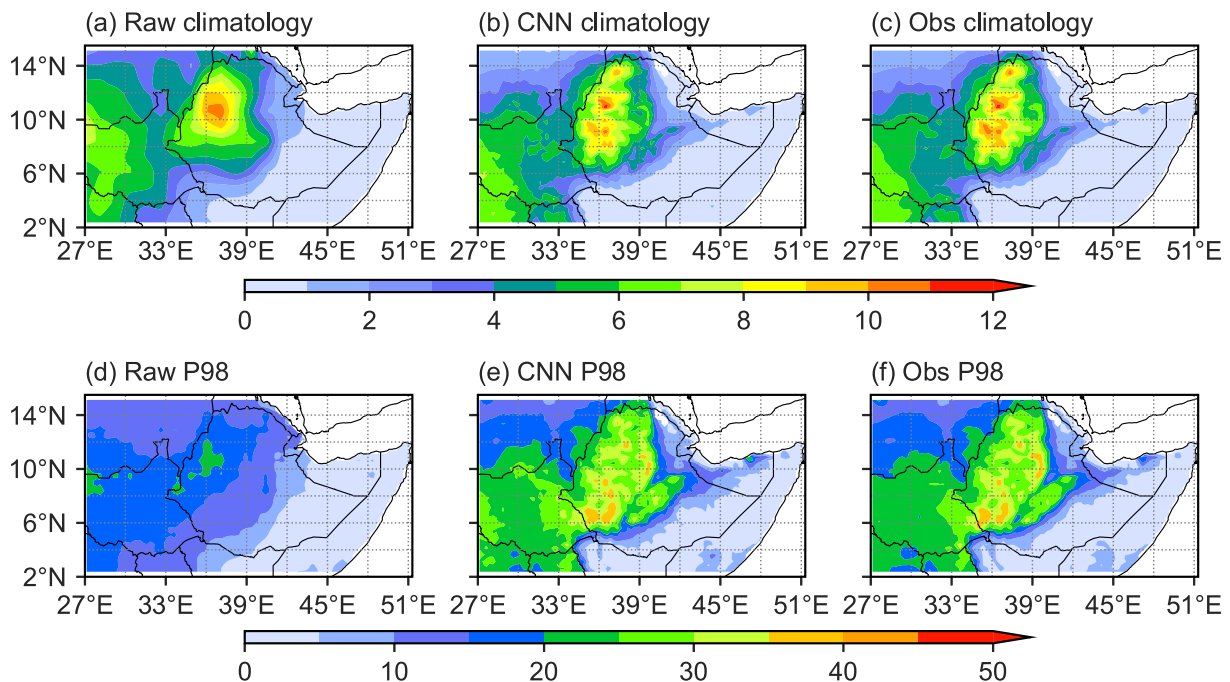 (a) Raw climatology
(b) CNN climatology
(c) Obs climatology
14°N
10°N
6°N
2°N
27°E 33°E 39°E 45°E 51°E
27°E 33°E 39°E 45°E 51°E
27°E 33°E 39°E 45°E 51°E
0 2 4 6 8 10 12
(d) Raw P98
(e) CNN P98
(f) Obs P98
14°N
10°N
6°N
2°N
27°E 33°E 39°E 45°E 51°E
27°E 33°E 39°E 45°E 51°E
27°E 33°E 39°E 45°E 51°E
0 10 20 30 40 50